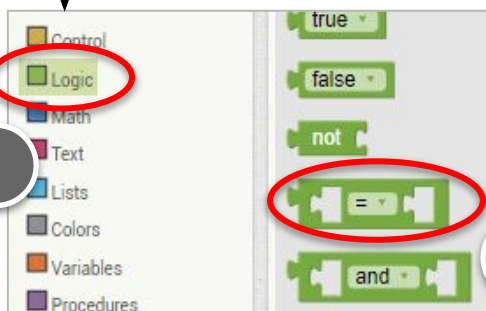 Control
Logic
Math
Text
Lists
Colors
Variables
Procedures
true
false
not
=
and